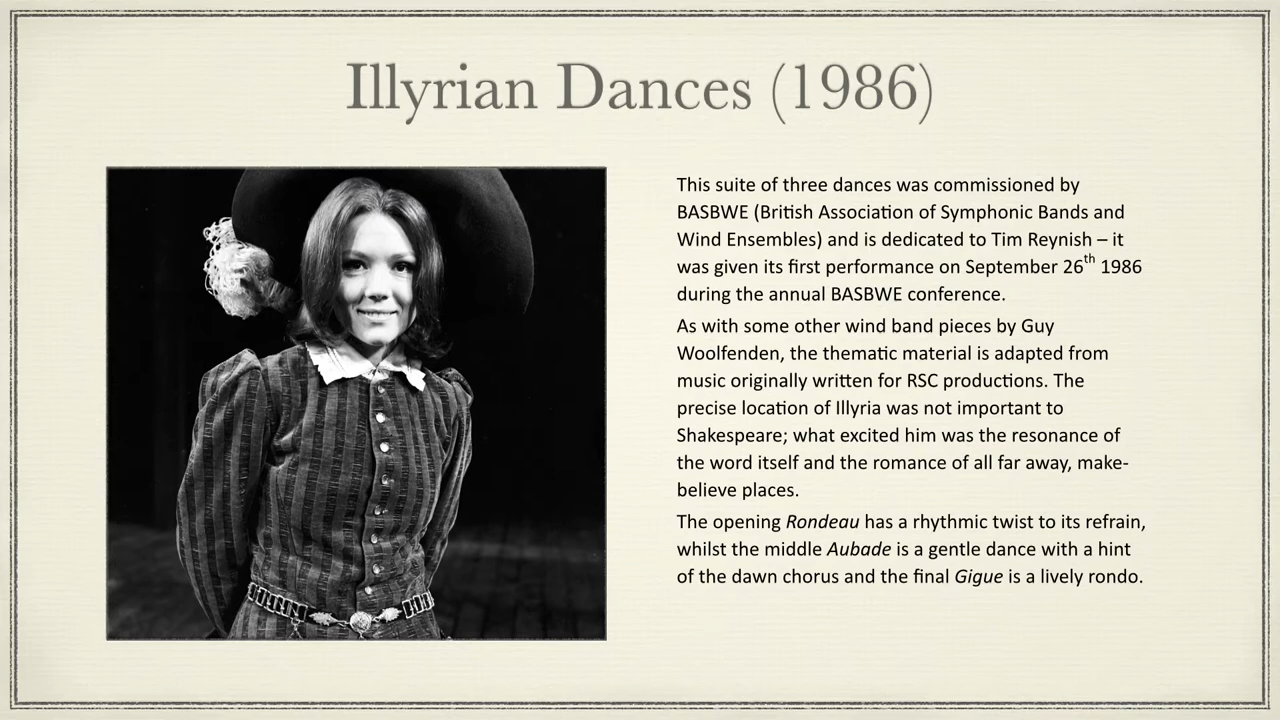 Illyrian Dances (1986)
This suite of three dances was commissioned by
BASBWE (British Association of Symphonic Bands and
Wind Ensembles) and is dedicated to Tim Reynish – it
was given its first performance on September 26th 1986
during the annual BASBWE conference.
As with some other wind band pieces by Guy
Woolfenden, the thematic material is adapted from
music originally written for RSC productions. The
precise location of Illyria was not important to
Shakespeare; what excited him was the resonance of
the word itself and the romance of all far away, make-
believe places.
The opening Rondeau has a rhythmic twist to its refrain,
whilst the middle Aubade is a gentle dance with a hint
of the dawn chorus and the final Gigue is a lively rondo.